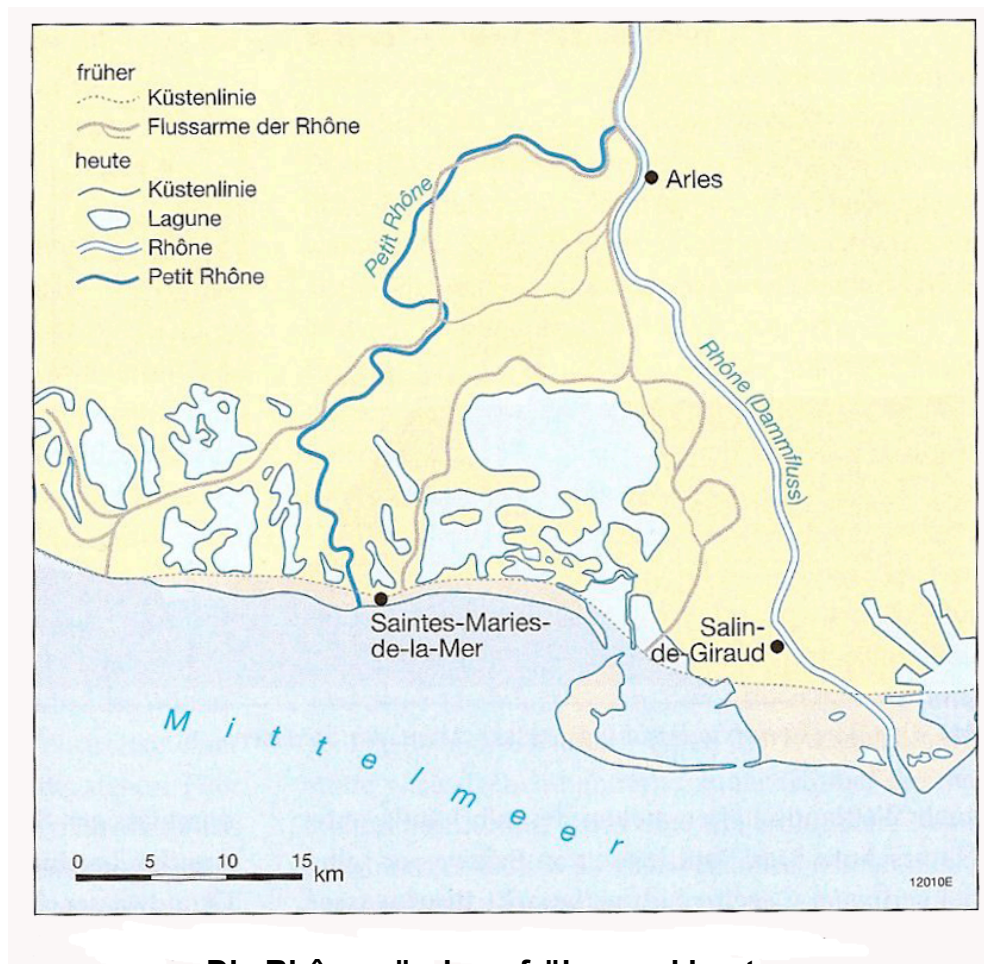 früher
Küstenlinie
Flussarme der Rhône
heute
Küstenlinie
Lagune
Rhône
Petit Rhône
Petit Rhône
Arles
Rhône (Dammfluss)
Saintes-Maries-
de-la-Mer
Salin-
de-Giraud
Mittelmeer
0 5 10 15 km
12010E